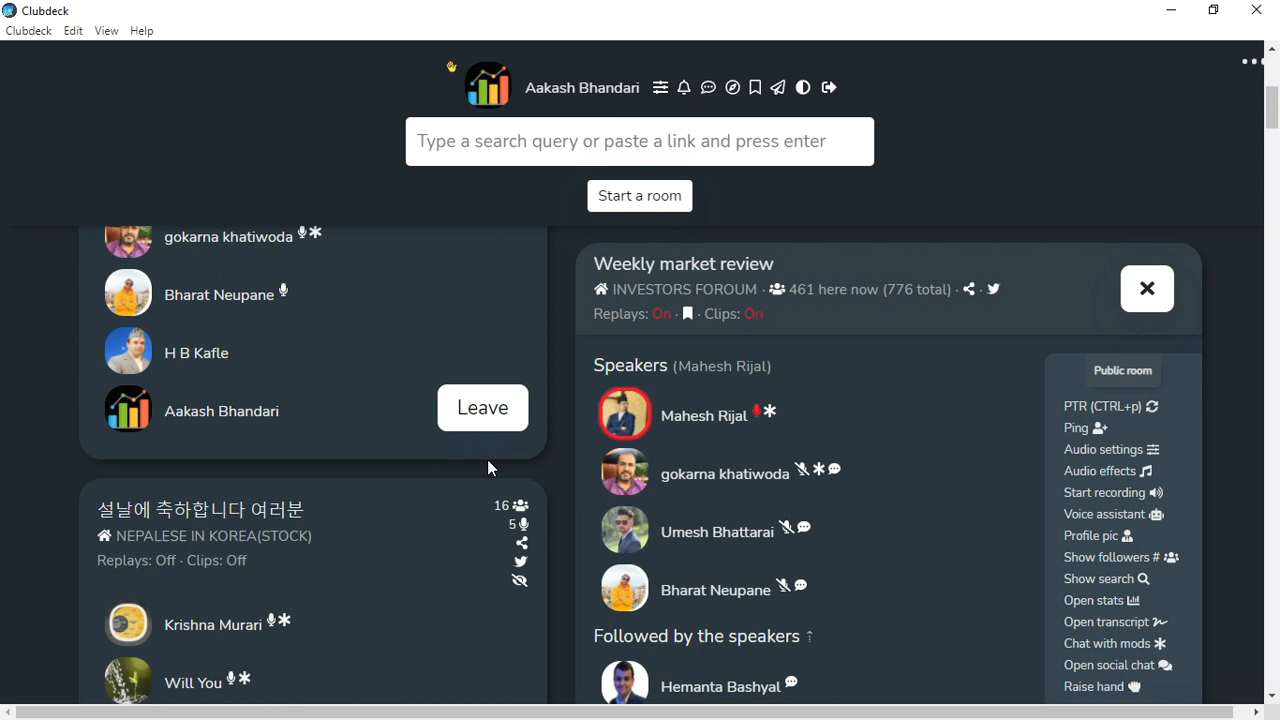 Clubdeck
Clubdeck Edit View Help
Aakash Bhandari
Type a search query or paste a link and press enter
Start a room
gokarna khatiwoda
Bharat Neupane
H B Kafle
Aakash Bhandari
Leave
설날에 축하합니다 여러분
NEPALESE IN KOREA(STOCK)
Replays: Off · Clips: Off
16
5
Krishna Murari
Will You
Weekly market review
INVESTORS FOROUM · 461 here now (776 total) · ·
Replays: On · · Clips: On
Speakers (Mahesh Rijal)
Mahesh Rijal
gokarna khatiwoda
Umesh Bhattarai
Bharat Neupane
Followed by the speakers ↑
Hemanta Bashyal
Public room
PTR (CTRL+p)
Ping
Audio settings
Audio effects
Start recording
Voice assistant
Profile pic
Show followers #
Show search
Open stats
Open transcript
Chat with mods
Open social chat
Raise hand